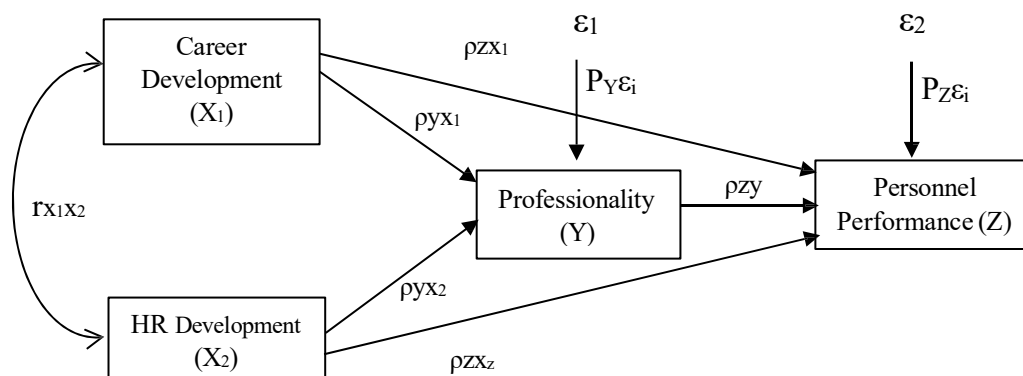 ε1
ε2
Career
Development
(X1)
ρzx1
PYεi
PZεi
ρyx1
rx1x2
Professionality
(Y)
ρzy
Personnel
Performance (Z)
ρyx2
HR Development
(X2)
ρzxz